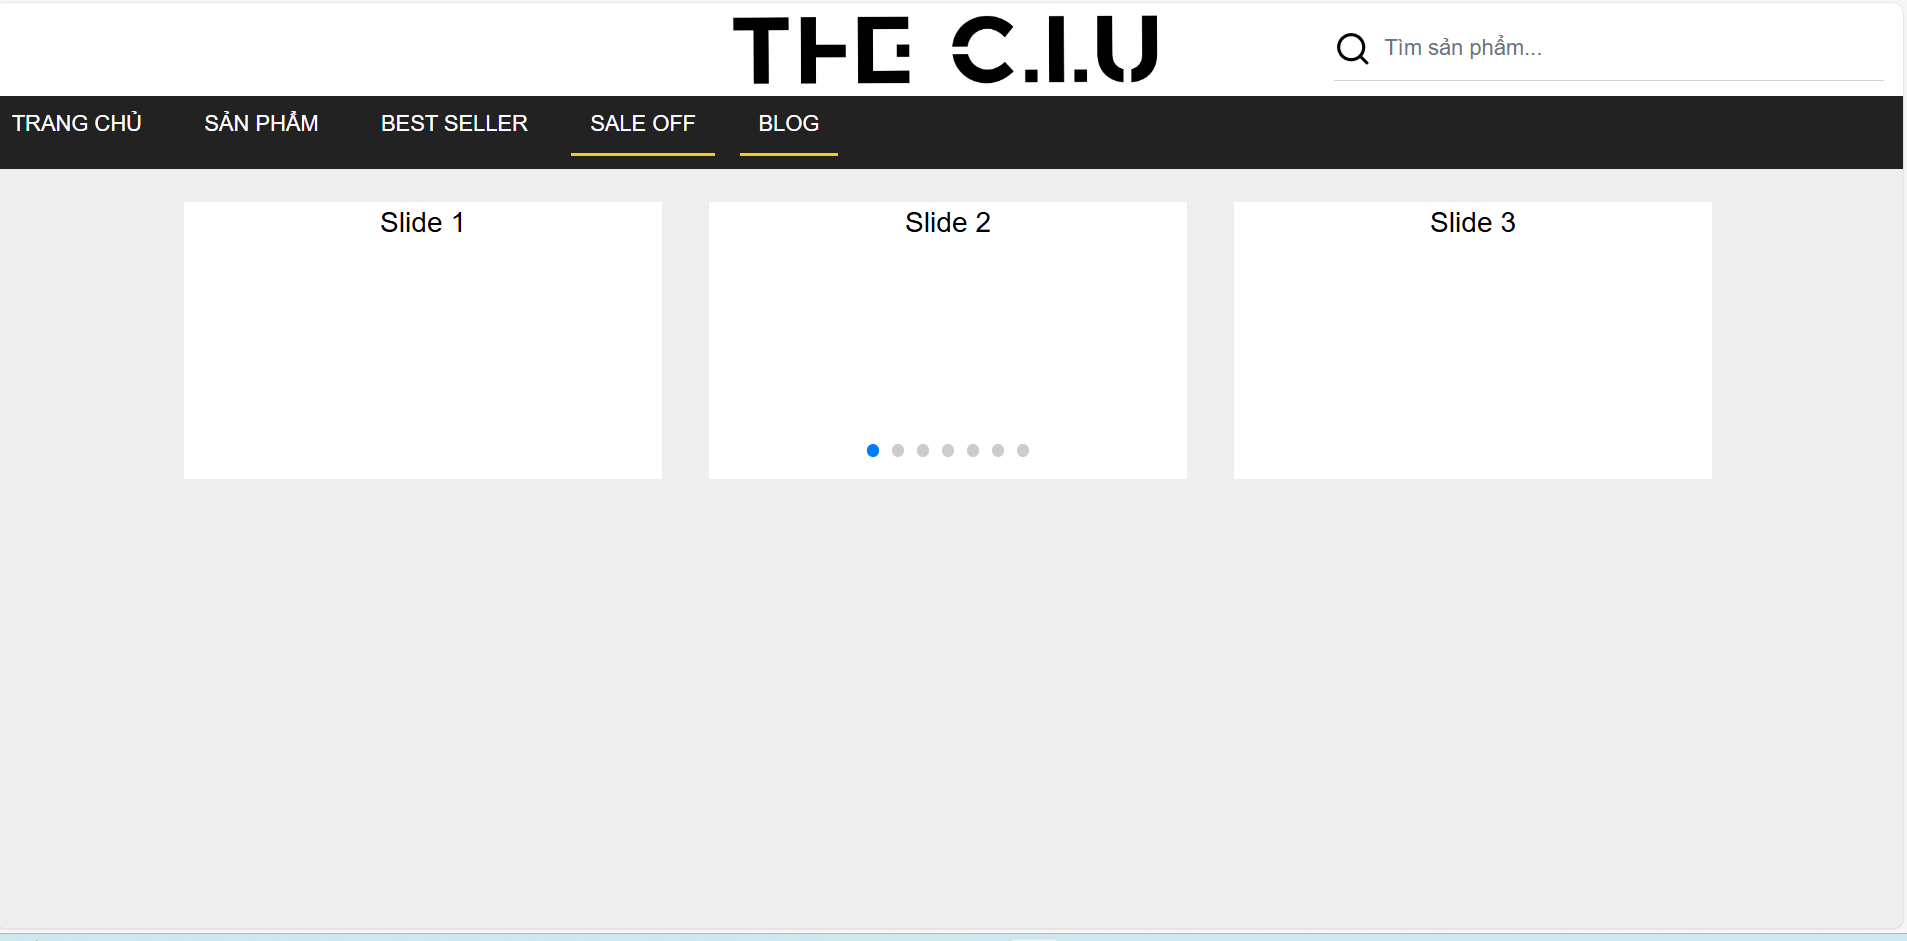 THE C.I.U
Tìm sản phẩm...
TRANG CHỦ SẢN PHẨM BEST SELLER SALE OFF BLOG
Slide 1 Slide 2 Slide 3